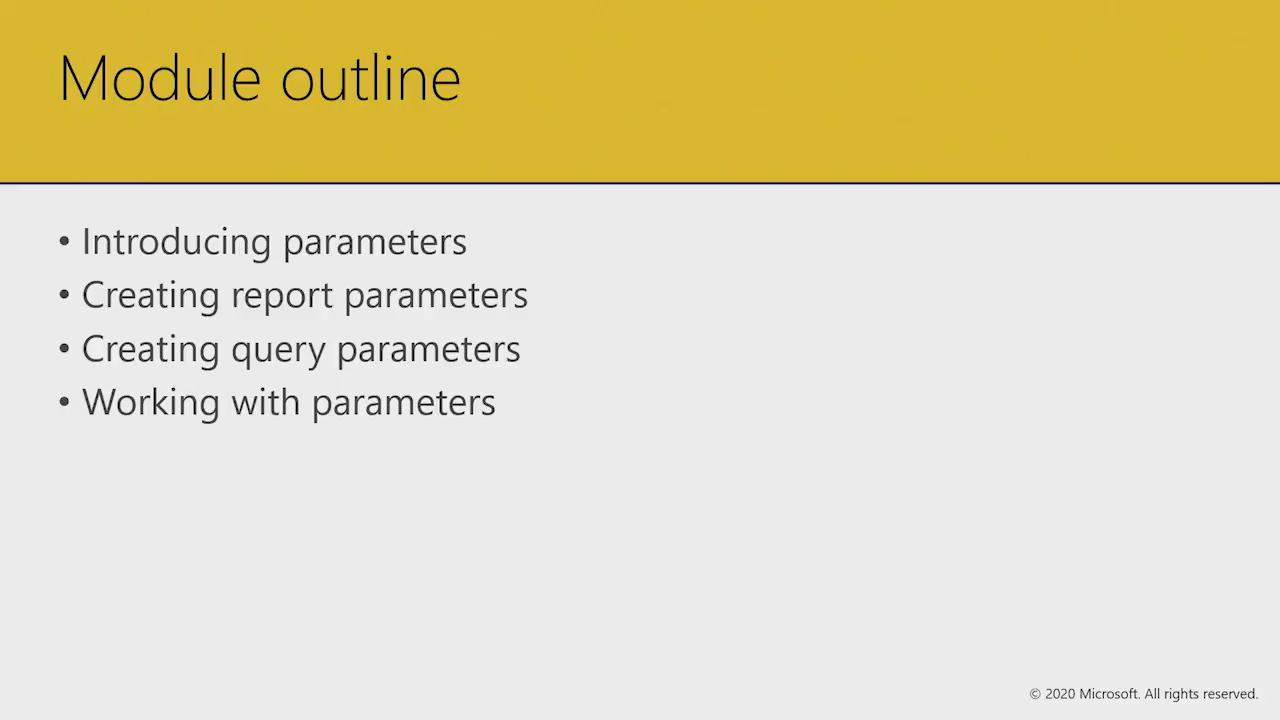 Module outline
• Introducing parameters
• Creating report parameters
• Creating query parameters
• Working with parameters
© 2020 Microsoft. All rights reserved.